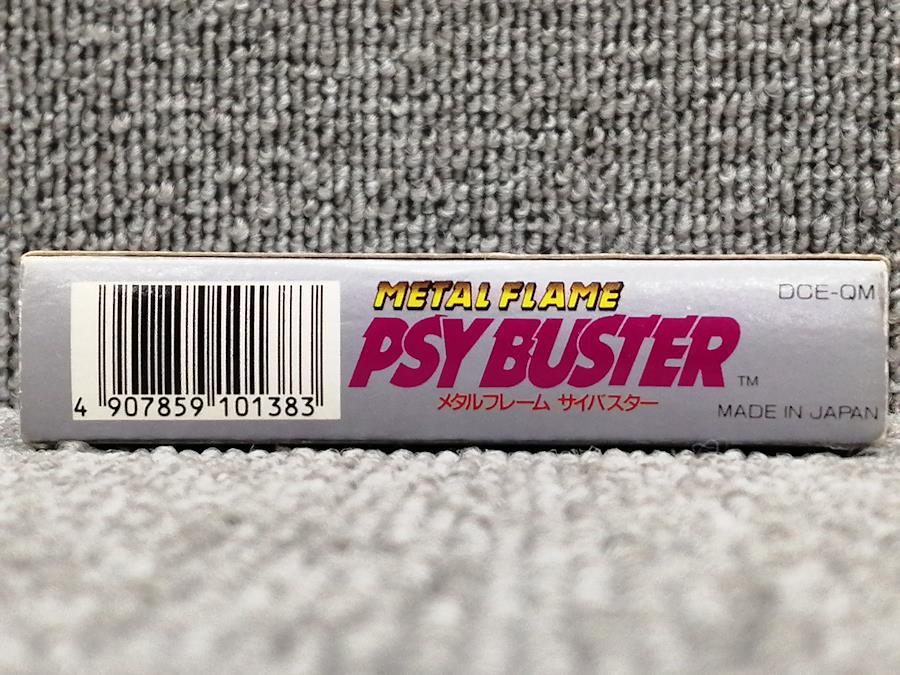 4 907859 101383
METAL FLAME
PSY BUSTER ™
メタルフレーム サイバスター
DCE-QM
MADE IN JAPAN